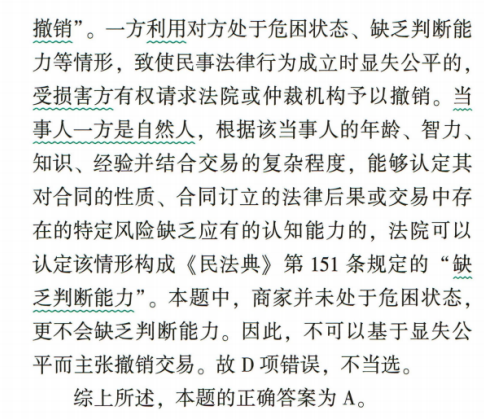 撤销”。一方利用对方处于危困状态、缺乏判断能
力等情形，致使民事法律行为成立时显失公平的，
受损害方有权请求法院或仲裁机构予以撤销。当
事人一方是自然人，根据该当事人的年龄、智力、
知识、经验并结合交易的复杂程度，能够认定其
对合同的性质、合同订立的法律后果或交易中存
在的特定风险缺乏应有的认知能力的，法院可以
认定该情形构成《民法典》第 151 条规定的“缺
乏判断能力”。本题中，商家并未处于危困状态，
更不会缺乏判断能力。因此，不可以基于显失公
平而主张撤销交易。故 D 项错误，不当选。
综上所述，本题的正确答案为 A。